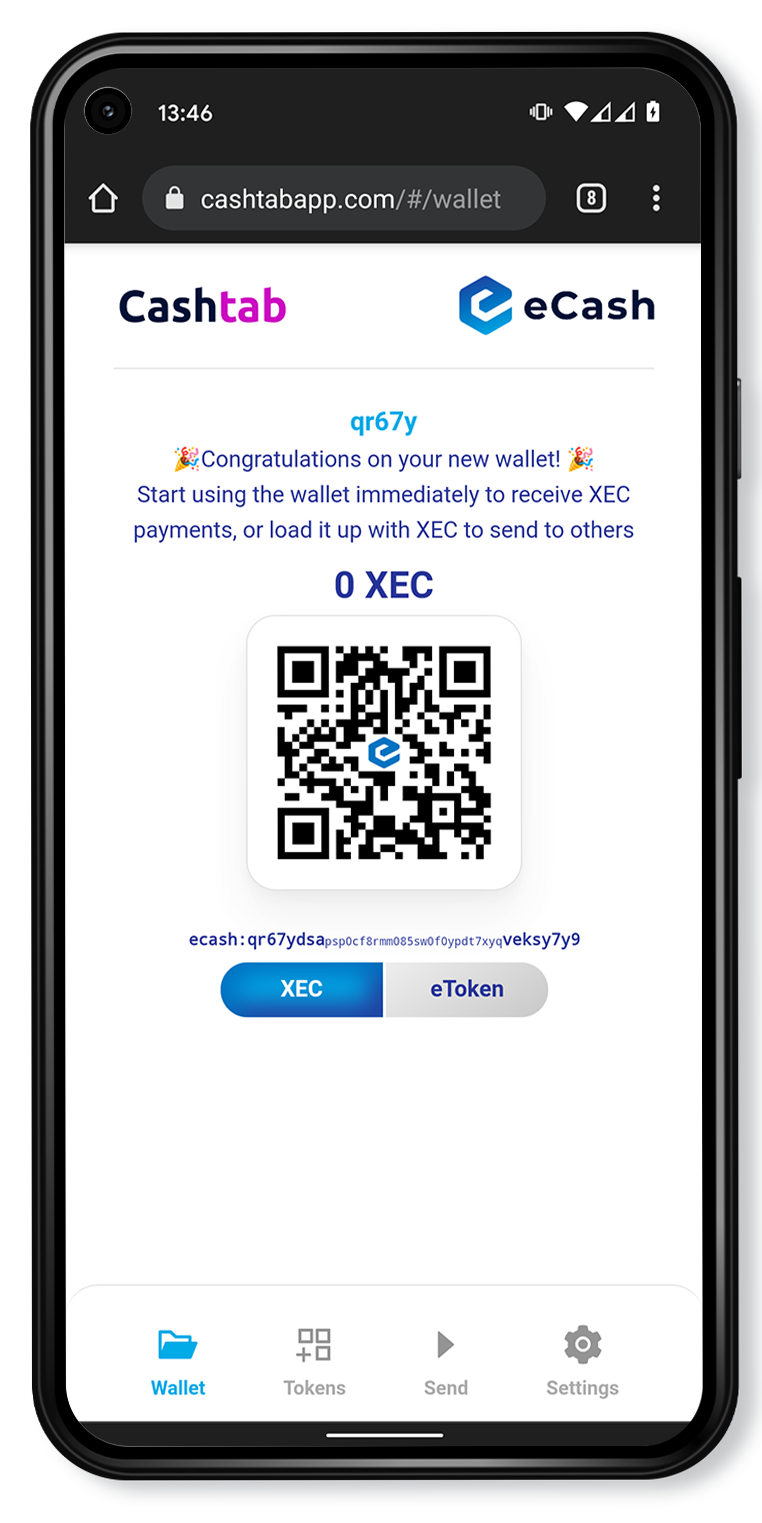 13:46
cashtabapp.com/#/wallet
8
Cashtab
eCash
qr67y
🎉Congratulations on your new wallet! 🎉
Start using the wallet immediately to receive XEC
payments, or load it up with XEC to send to others
0 XEC
ecash:qr67ydsapsp0cf8rmm085sw0f0ypdt7xyqveksy7y9
XEC
eToken
Wallet
Tokens
Send
Settings